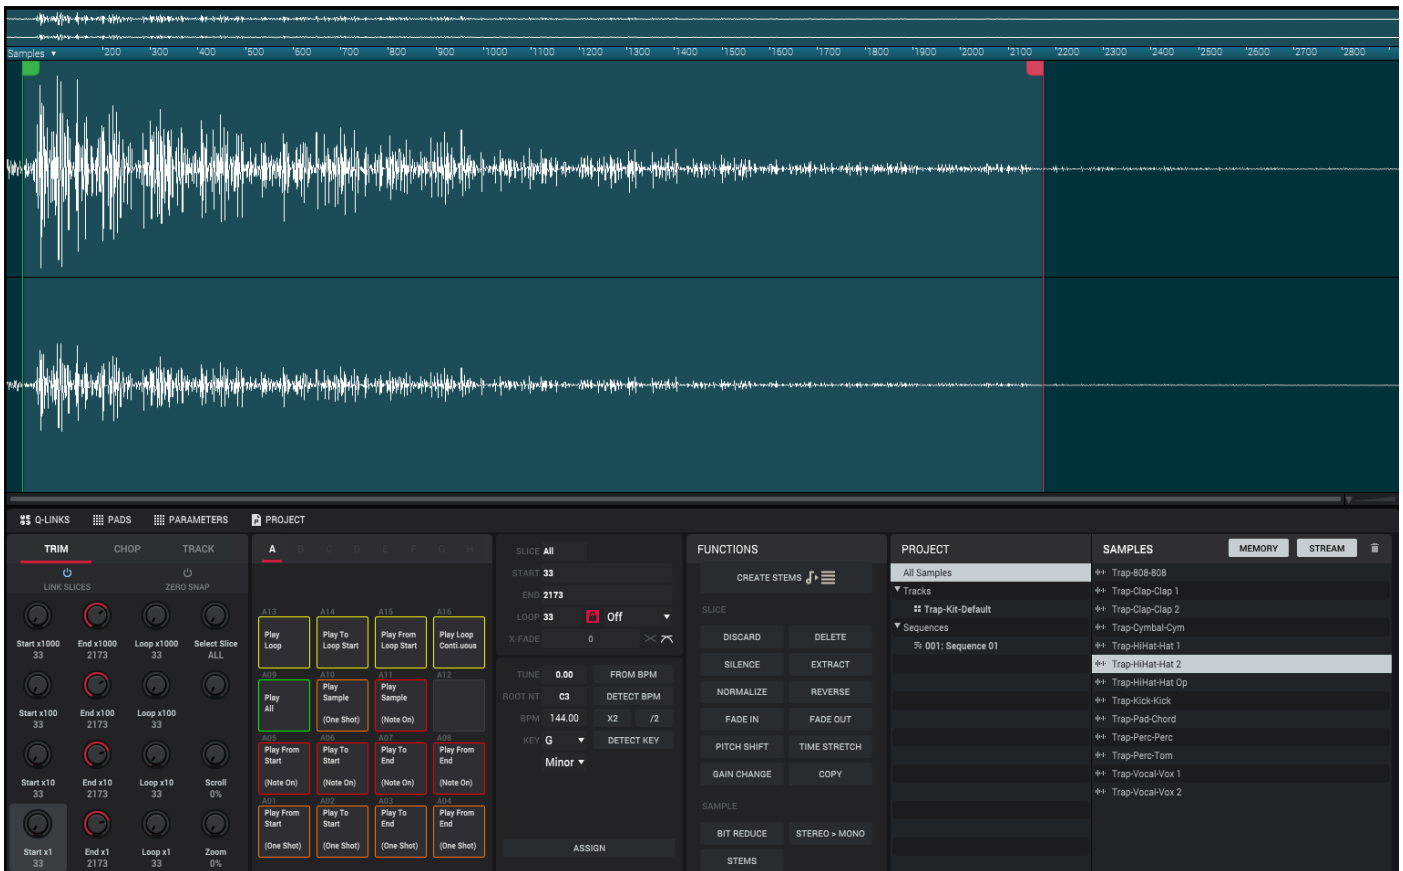 Samples ▾ '200 '300 '400 '500 '600 '700 '800 '900 '1000 '1100 '1200 '1300 '1400 '1500 '1600 '1700 '1800 '1900 '2000 '2100 '2200 '2300 '2400 '2500 '2600 '2700 '2800
Q-LINKS PADS PARAMETERS PROJECT
TRIM CHOP TRACK
LINK SLICES ZERO SNAP
Start x1000 End x1000 Loop x1000 Select Slice
33 2173 33 ALL
Start x100 End x100 Loop x100
33 2173 33
Start x10 End x10 Loop x10 Scroll
33 2173 33 0%
Start x1 End x1 Loop x1 Zoom
33 2173 33 0%
A B C D E F G H
A13 A14 A15 A16
Play Play To Play From Play Loop
Loop Loop Start Loop Start Conti.uous
A09 A10 A11 A12
Play Play Play
All Sample Sample
(One Shot) (Note On)
A05 A06 A07 A08
Play From Play To Play To Play From
Start Start End End
(Note On) (Note On) (Note On) (Note On)
A01 A02 A03 A04
Play From Play To Play To Play From
Start Start End End
(One Shot) (One Shot) (One Shot) (One Shot)
SLICE All
START 33
END 2173
LOOP 33 Off
X-FADE 0
TUNE 0.00 FROM BPM
ROOT NT C3 DETECT BPM
BPM 144.00 X2 /2
KEY G DETECT KEY
Minor
ASSIGN
FUNCTIONS
CREATE STEMS
SLICE
DISCARD DELETE
SILENCE EXTRACT
NORMALIZE REVERSE
FADE IN FADE OUT
PITCH SHIFT TIME STRETCH
GAIN CHANGE COPY
SAMPLE
BIT REDUCE STEREO > MONO
STEMS
PROJECT
All Samples
Tracks
Trap-Kit-Default
Sequences
001: Sequence 01
SAMPLES MEMORY STREAM
Trap-808-808
Trap-Clap-Clap 1
Trap-Clap-Clap 2
Trap-Cymbal-Cym
Trap-HiHat-Hat 1
Trap-HiHat-Hat 2
Trap-HiHat-Hat Op
Trap-Kick-Kick
Trap-Pad-Chord
Trap-Perc-Perc
Trap-Perc-Tom
Trap-Vocal-Vox 1
Trap-Vocal-Vox 2